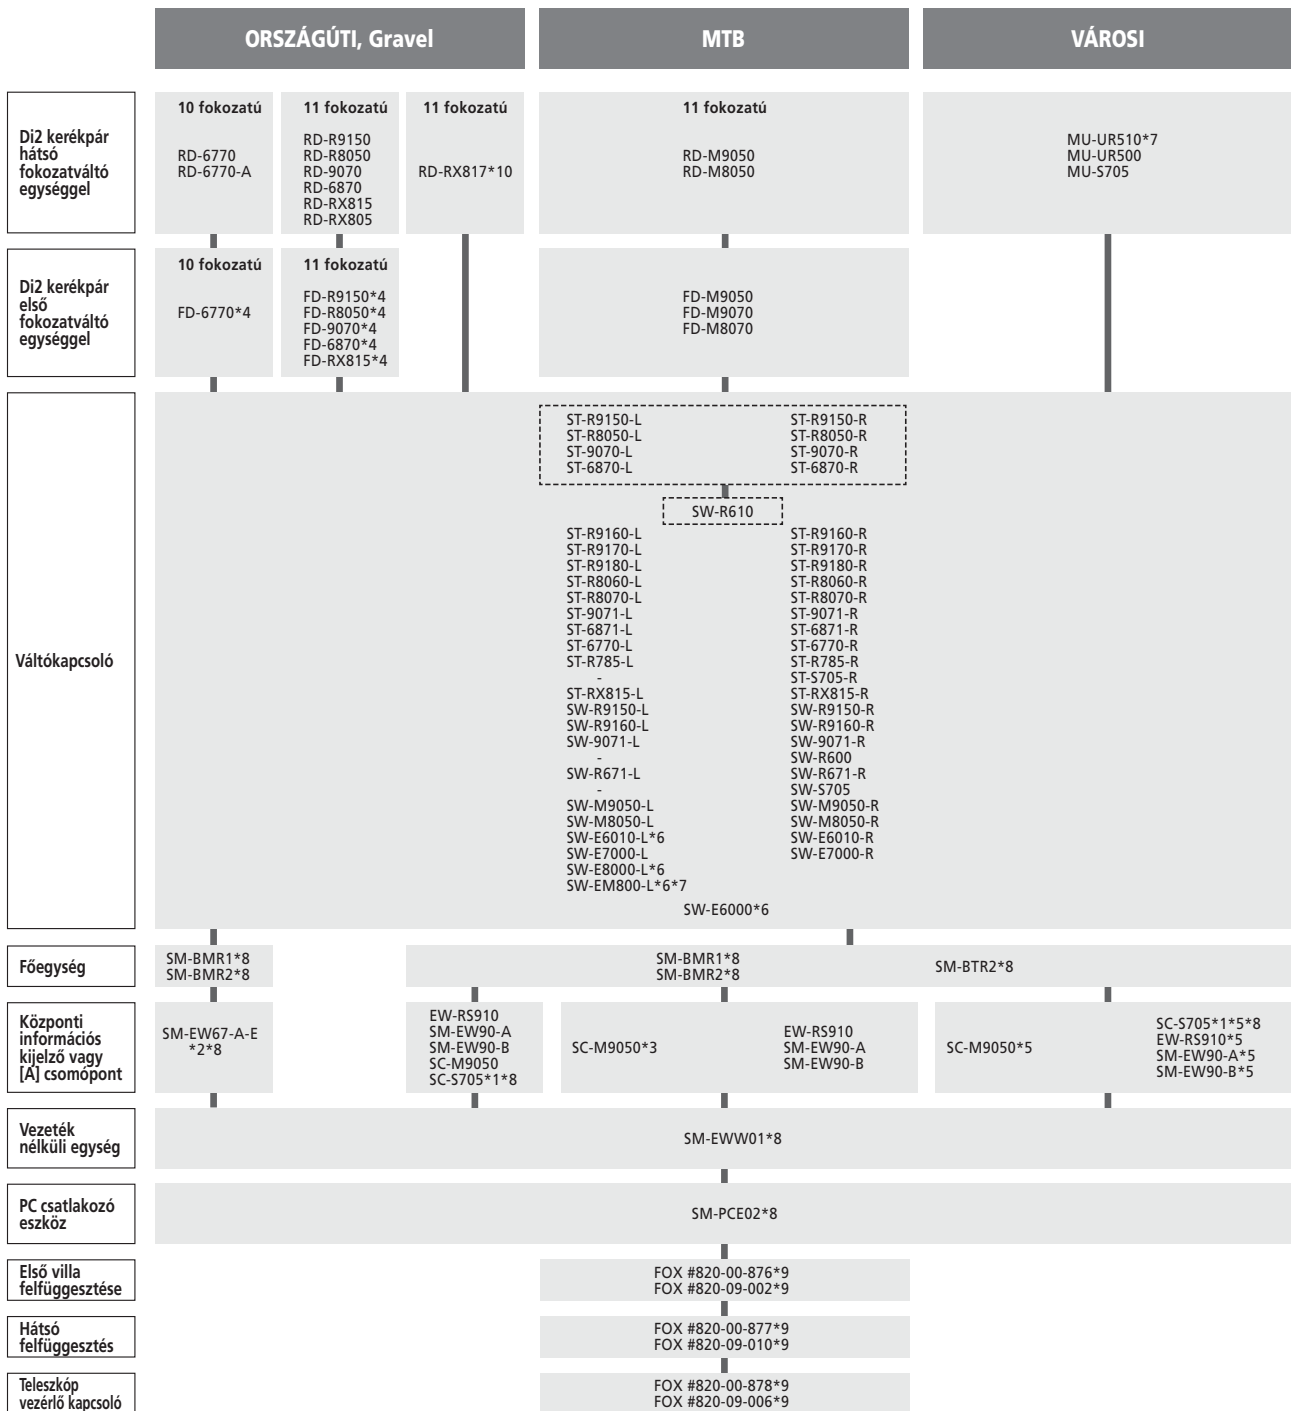 ORSZÁGÚTI, Gravel
MTB
VÁROSI
Di2 kerékpár
hátsó
fokozatváltó
egységgel
10 fokozatú
RD-6770
RD-6770-A
11 fokozatú
RD-R9150
RD-R8050
RD-9070
RD-6870
RD-RX815
RD-RX805
11 fokozatú
RD-RX817*10
11 fokozatú
RD-M9050
RD-M8050
MU-UR510*7
MU-UR500
MU-S705
Di2 kerékpár
első
fokozatváltó
egységgel
10 fokozatú
FD-6770*4
11 fokozatú
FD-R9150*4
FD-R8050*4
FD-9070*4
FD-6870*4
FD-RX815*4
FD-M9050
FD-M9070
FD-M8070
Váltókapcsoló
ST-R9150-L
ST-R8050-L
ST-9070-L
ST-6870-L
ST-R9150-R
ST-R8050-R
ST-9070-R
ST-6870-R
SW-R610
ST-R9160-L
ST-R9170-L
ST-R9180-L
ST-R8060-L
ST-R8070-L
ST-9071-L
ST-6871-L
ST-6770-L
ST-R785-L
-
ST-RX815-L
SW-R9150-L
SW-R9160-L
SW-9071-L
-
SW-R671-L
-
SW-M9050-L
SW-M8050-L
SW-E6010-L*6
SW-E7000-L
SW-E8000-L*6
SW-EM800-L*6*7
ST-R9160-R
ST-R9170-R
ST-R9180-R
ST-R8060-R
ST-R8070-R
ST-9071-R
ST-6871-R
ST-6770-R
ST-R785-R
ST-S705-R
ST-RX815-R
SW-R9150-R
SW-R9160-R
SW-9071-R
SW-R600
SW-R671-R
SW-S705
SW-M9050-R
SW-M8050-R
SW-E6010-R
SW-E7000-R
SW-E6000*6
Főegység
SM-BMR1*8
SM-BMR2*8
SM-BMR1*8
SM-BMR2*8
SM-BTR2*8
Központi
információs
kijelző vagy
[A] csomópont
SM-EW67-A-E
*2*8
EW-RS910
SM-EW90-A
SM-EW90-B
SC-M9050
SC-S705*1*8
SC-M9050*3
EW-RS910
SM-EW90-A
SM-EW90-B
SC-M9050*5
SC-S705*1*5*8
EW-RS910*5
SM-EW90-A*5
SM-EW90-B*5
Vezeték
nélküli egység
SM-EWW01*8
PC csatlakozó
eszköz
SM-PCE02*8
Első villa
felfüggesztése
FOX #820-00-876*9
FOX #820-09-002*9
Hátsó
felfüggesztés
FOX #820-00-877*9
FOX #820-09-010*9
Teleszkóp
vezérlő kapcsoló
FOX #820-00-878*9
FOX #820-09-006*9